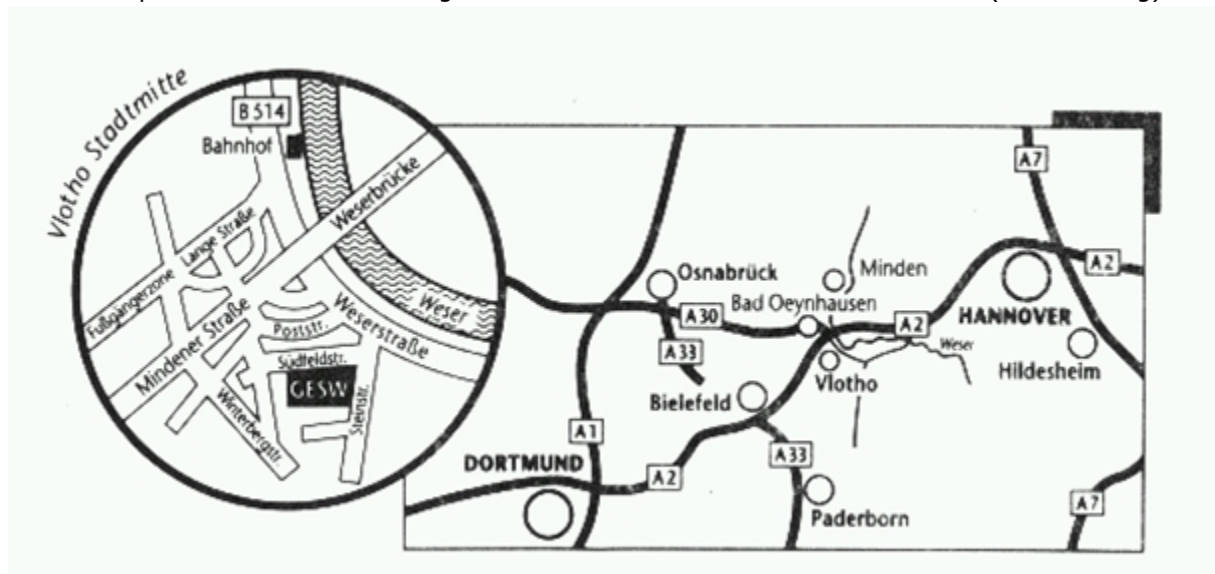 Vlotho Stadtmitte
B 514
Bahnhof
Weserbrücke
Lange Straße
Fußgängerzone
Mindener Straße
Weser
Weserstraße
Poststr.
Südfeldstr.
GESW
Winterbergstr.
Steinstr.
A7
A2
Osnabrück
Minden
Bad Oeynhausen
A30
A2
HANNOVER
A33
Weser
Hildesheim
Vlotho
Bielefeld
A1
A33
DORTMUND
A2
Paderborn
A7